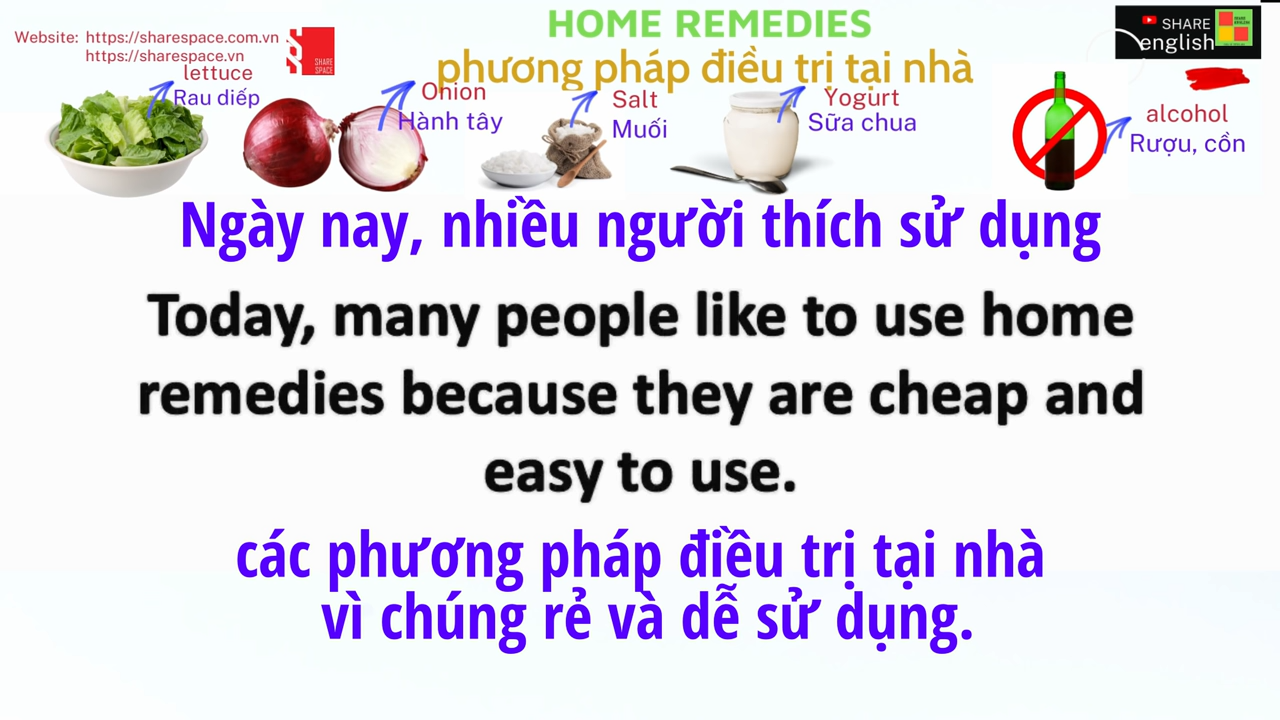 HOME REMEDIES
phương pháp điều trị tại nhà
Website: https://sharespace.com.vn
https://sharespace.vn
SHARE SPACE
SHARE
english
lettuce
Rau diếp
Onion
Hành tây
Salt
Muối
Yogurt
Sữa chua
alcohol
Rượu, cồn
Ngày nay, nhiều người thích sử dụng
Today, many people like to use home
remedies because they are cheap and
easy to use.
các phương pháp điều trị tại nhà
vì chúng rẻ và dễ sử dụng.